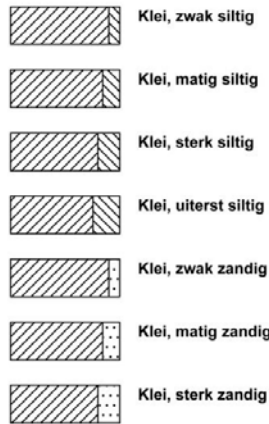 Klei, zwak siltig
Klei, matig siltig
Klei, sterk siltig
Klei, uiterst siltig
Klei, zwak zandig
Klei, matig zandig
Klei, sterk zandig